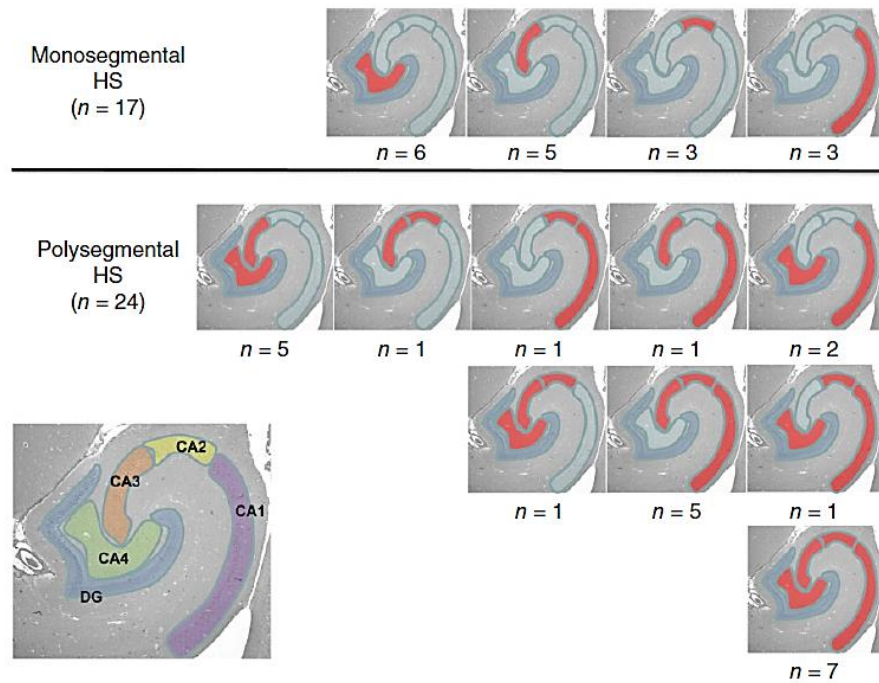 Monosegmental
HS
(n = 17)
n = 6
n = 5
n = 3
n = 3
Polysegmental
HS
(n = 24)
n = 5
n = 1
n = 1
n = 1
n = 2
n = 1
n = 5
n = 1
CA2
CA3
CA1
CA4
DG
n = 7